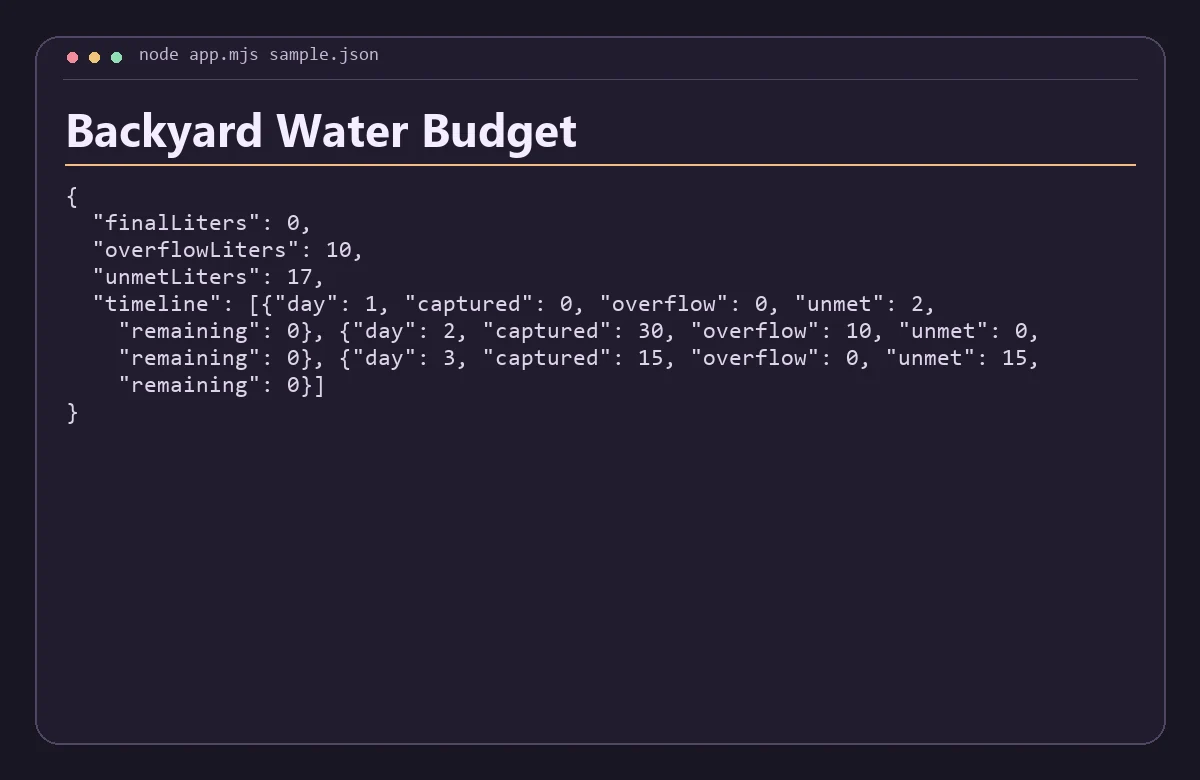 node app.mjs sample.json
Backyard Water Budget
{
  "finalLiters": 0,
  "overflowLiters": 10,
  "unmetLiters": 17,
  "timeline": [{"day": 1, "captured": 0, "overflow": 0, "unmet": 2,
    "remaining": 0}, {"day": 2, "captured": 30, "overflow": 10, "unmet": 0,
    "remaining": 0}, {"day": 3, "captured": 15, "overflow": 0, "unmet": 15,
    "remaining": 0}]
}